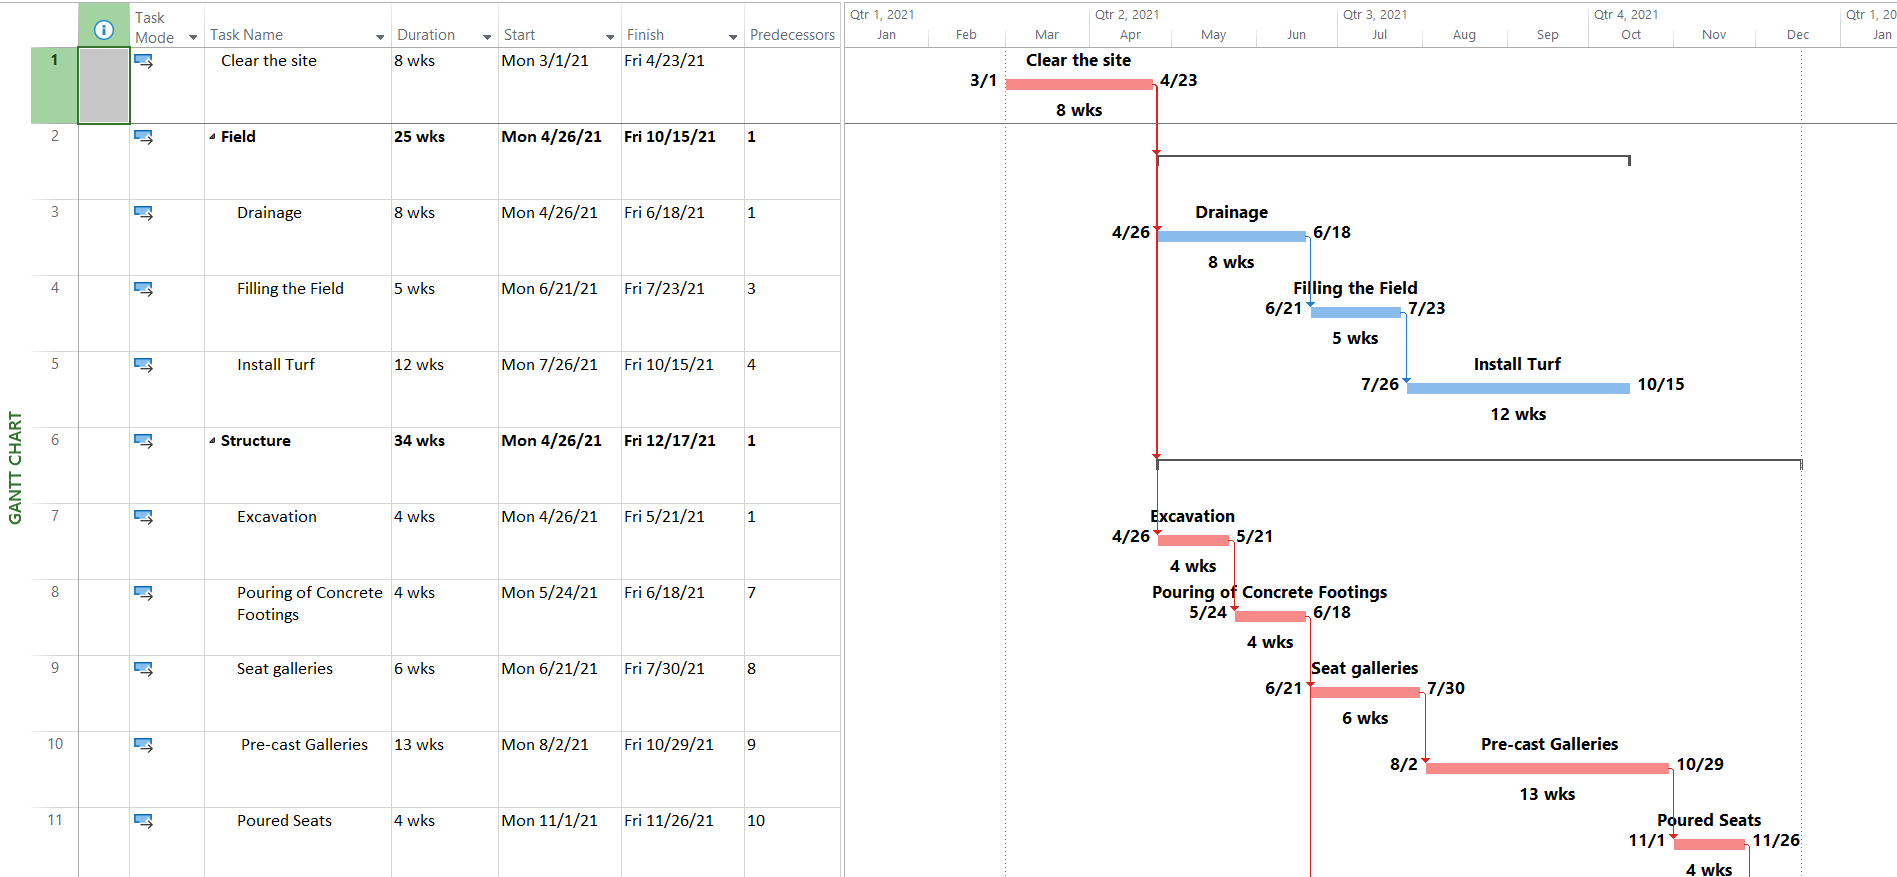 Task Mode Task Name Duration Start Finish Predecessors
1 Clear the site 8 wks Mon 3/1/21 Fri 4/23/21
2 Field 25 wks Mon 4/26/21 Fri 10/15/21 1
3 Drainage 8 wks Mon 4/26/21 Fri 6/18/21 1
4 Filling the Field 5 wks Mon 6/21/21 Fri 7/23/21 3
5 Install Turf 12 wks Mon 7/26/21 Fri 10/15/21 4
6 Structure 34 wks Mon 4/26/21 Fri 12/17/21 1
7 Excavation 4 wks Mon 4/26/21 Fri 5/21/21 1
8 Pouring of Concrete Footings 4 wks Mon 5/24/21 Fri 6/18/21 7
9 Seat galleries 6 wks Mon 6/21/21 Fri 7/30/21 8
10 Pre-cast Galleries 13 wks Mon 8/2/21 Fri 10/29/21 9
11 Poured Seats 4 wks Mon 11/1/21 Fri 11/26/21 10
GANTT CHART
Qtr 1, 2021 Qtr 2, 2021 Qtr 3, 2021 Qtr 4, 2021 Qtr 1, 20
Jan Feb Mar Apr May Jun Jul Aug Sep Oct Nov Dec Jan
Clear the site
3/1 4/23
8 wks
Drainage
4/26 6/18
8 wks
Filling the Field
6/21 7/23
5 wks
Install Turf
7/26 10/15
12 wks
Excavation
4/26 5/21
4 wks
Pouring of Concrete Footings
5/24 6/18
4 wks
Seat galleries
6/21 7/30
6 wks
Pre-cast Galleries
8/2 10/29
13 wks
Poured Seats
11/1 11/26
4 wks